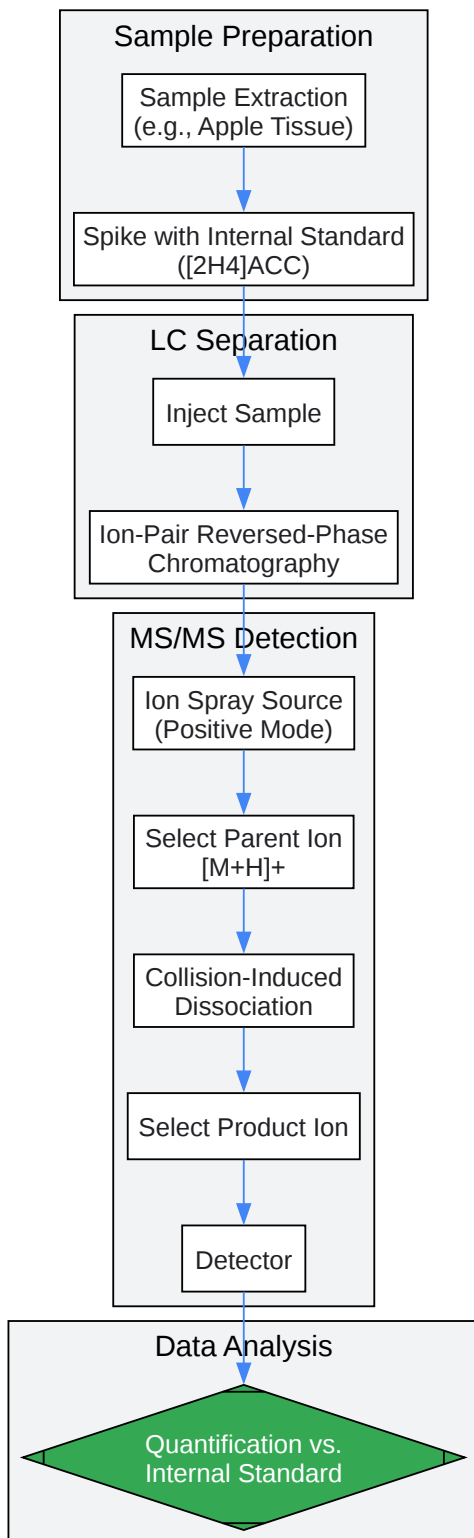 Sample Preparation
Sample Extraction
(e.g., Apple Tissue)
Spike with Internal Standard
([2H4]ACC)
LC Separation
Inject Sample
Ion-Pair Reversed-Phase
Chromatography
MS/MS Detection
Ion Spray Source
(Positive Mode)
Select Parent Ion
[M+H]+
Collision-Induced
Dissociation
Select Product Ion
Detector
Data Analysis
Quantification vs.
Internal Standard